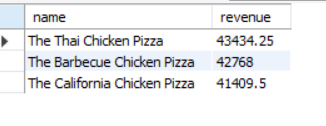 name revenue
The Thai Chicken Pizza 43434.25
The Barbecue Chicken Pizza 42768
The California Chicken Pizza 41409.5